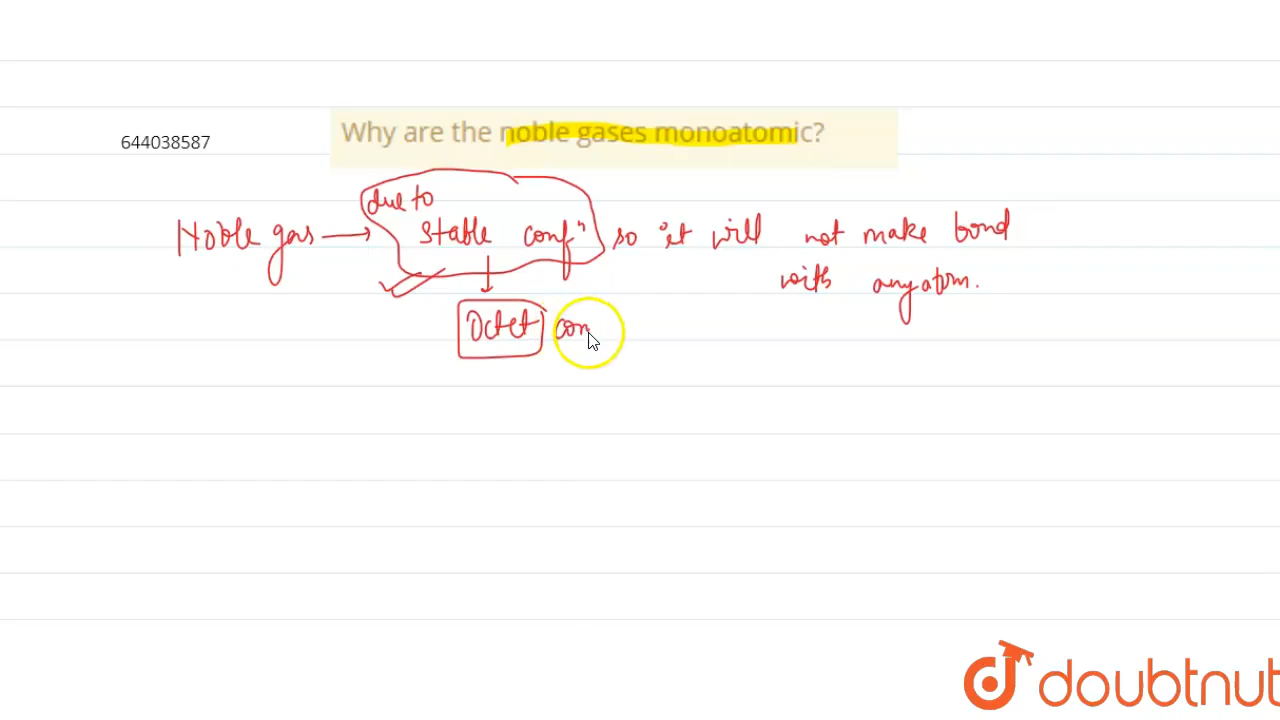 644038587
Why are the noble gases monoatomic?
due to
Noble gas → stable confⁿ so it will not make bond
with any atom.
Octet con
doubtnut